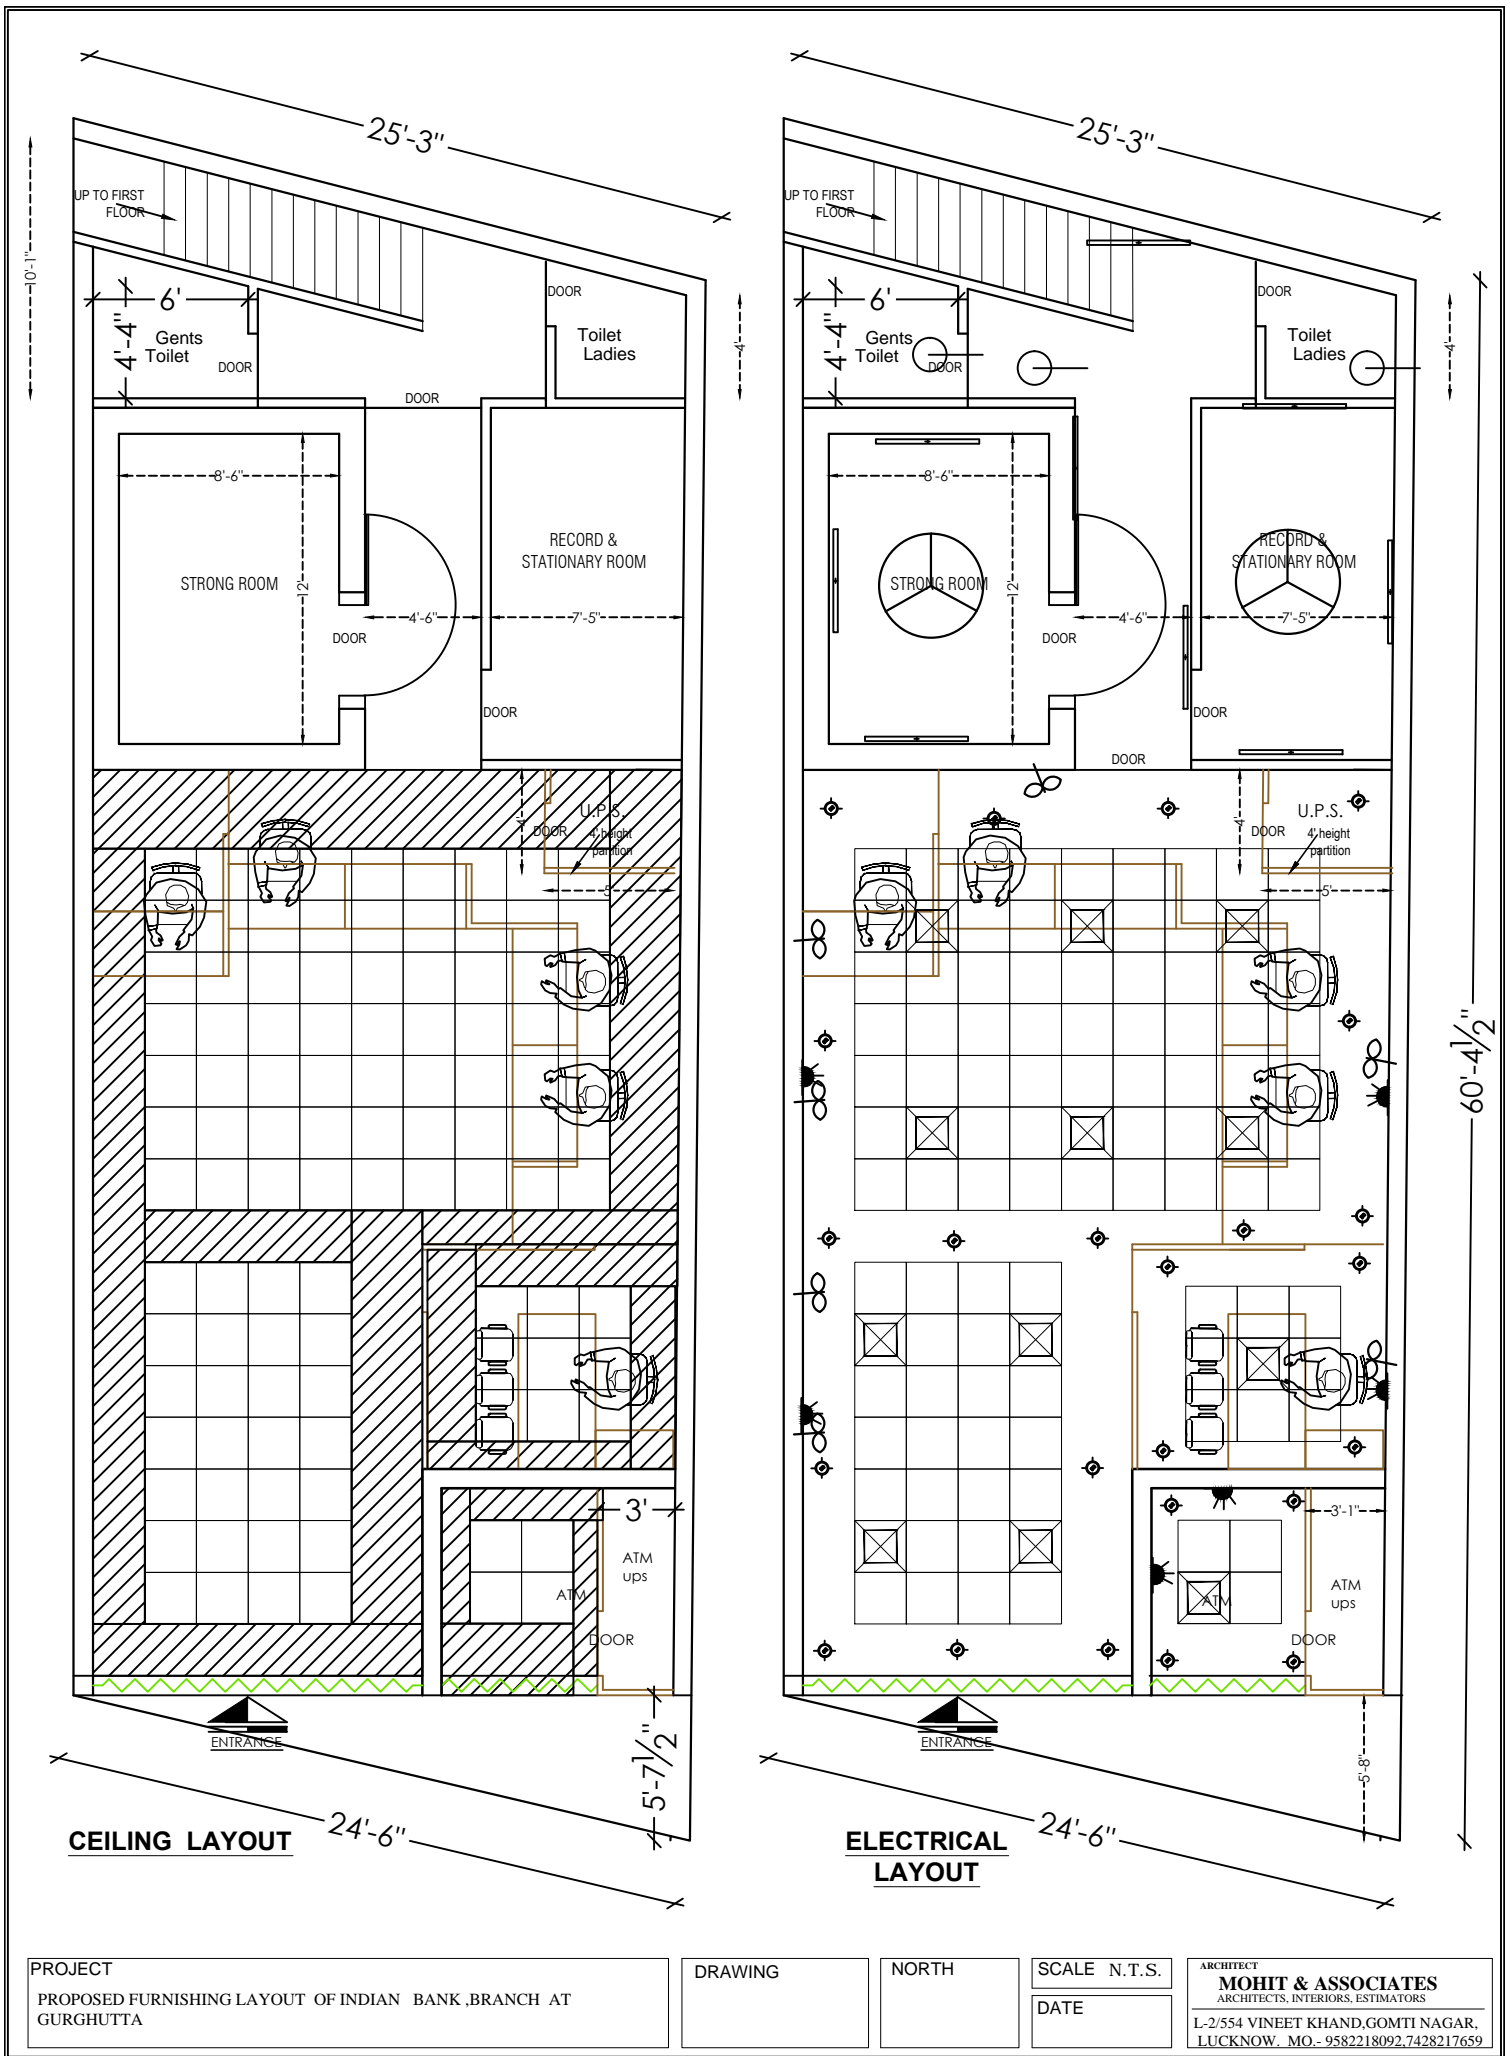 25'-3"
UP TO FIRST
FLOOR
10'-1"
6'
4'-4"
Gents
Toilet
DOOR
DOOR
Toilet
Ladies
4'
DOOR
8'-6"
12'
STRONG ROOM
RECORD &
STATIONARY ROOM
4'-6"
7'-5"
DOOR
DOOR
U.P.S.
4' height
partition
DOOR
4'
5'
3'
ATM
ups
ATM
DOOR
ENTRANCE
5'-7½"
24'-6"
CEILING LAYOUT
25'-3"
UP TO FIRST
FLOOR
6'
4'-4"
Gents
Toilet
DOOR
DOOR
Toilet
Ladies
4'
8'-6"
12'
STRONG ROOM
RECORD &
STATIONARY ROOM
4'-6"
7'-5"
DOOR
DOOR
DOOR
U.P.S.
4' height
partition
DOOR
4'
5'
60'-4½"
3'-1"
ATM
ups
ATM
DOOR
ENTRANCE
5'-8"
24'-6"
ELECTRICAL
LAYOUT
PROJECT
PROPOSED FURNISHING LAYOUT OF INDIAN BANK ,BRANCH AT
GURGHUTTA
DRAWING
NORTH
SCALE N.T.S.
DATE
ARCHITECT
MOHIT & ASSOCIATES
ARCHITECTS, INTERIORS, ESTIMATORS
L-2/554 VINEET KHAND,GOMTI NAGAR,
LUCKNOW. MO.- 9582218092,7428217659